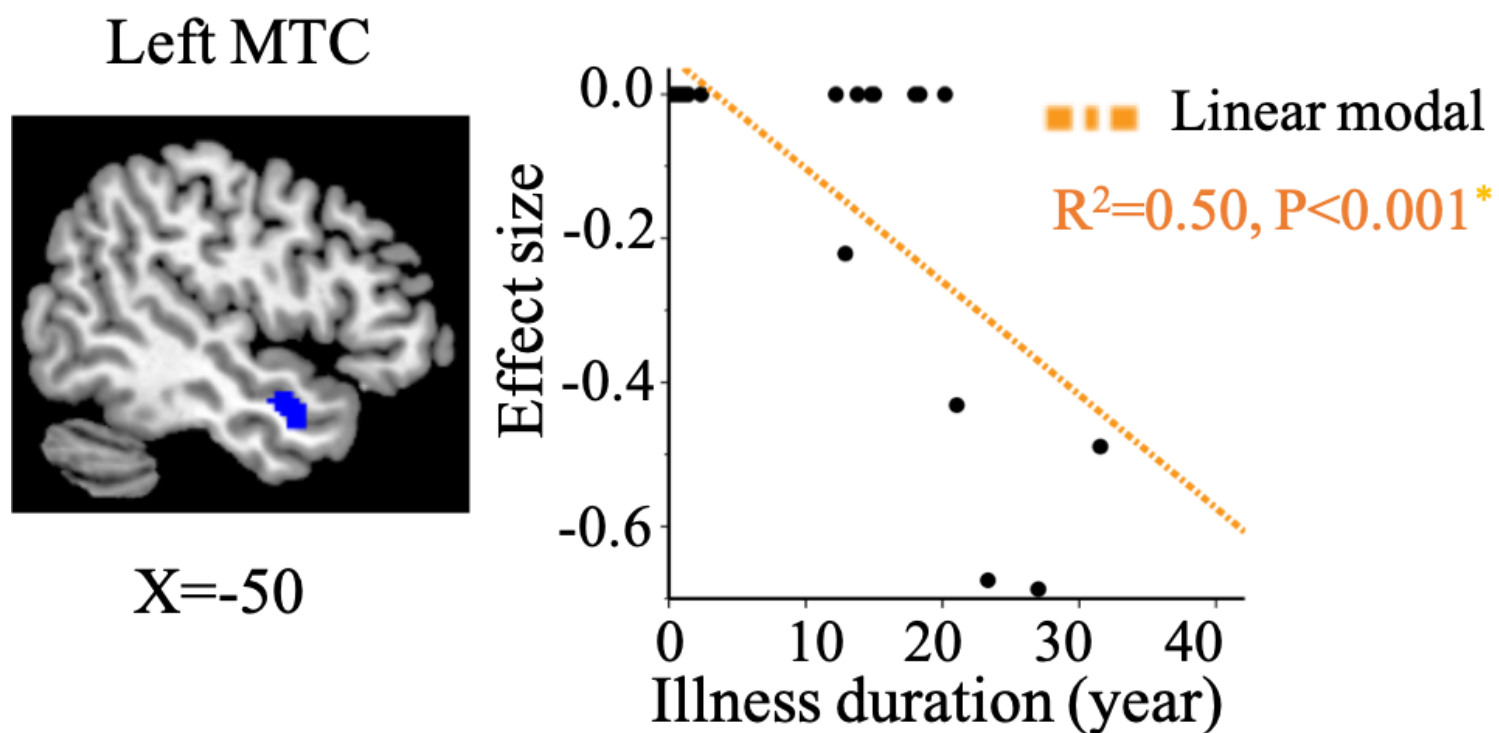 Left MTC
X=-50
Effect size
0.0
-0.2
-0.4
-0.6
0 10 20 30 40
Illness duration (year)
Linear modal
R²=0.50, P<0.001*